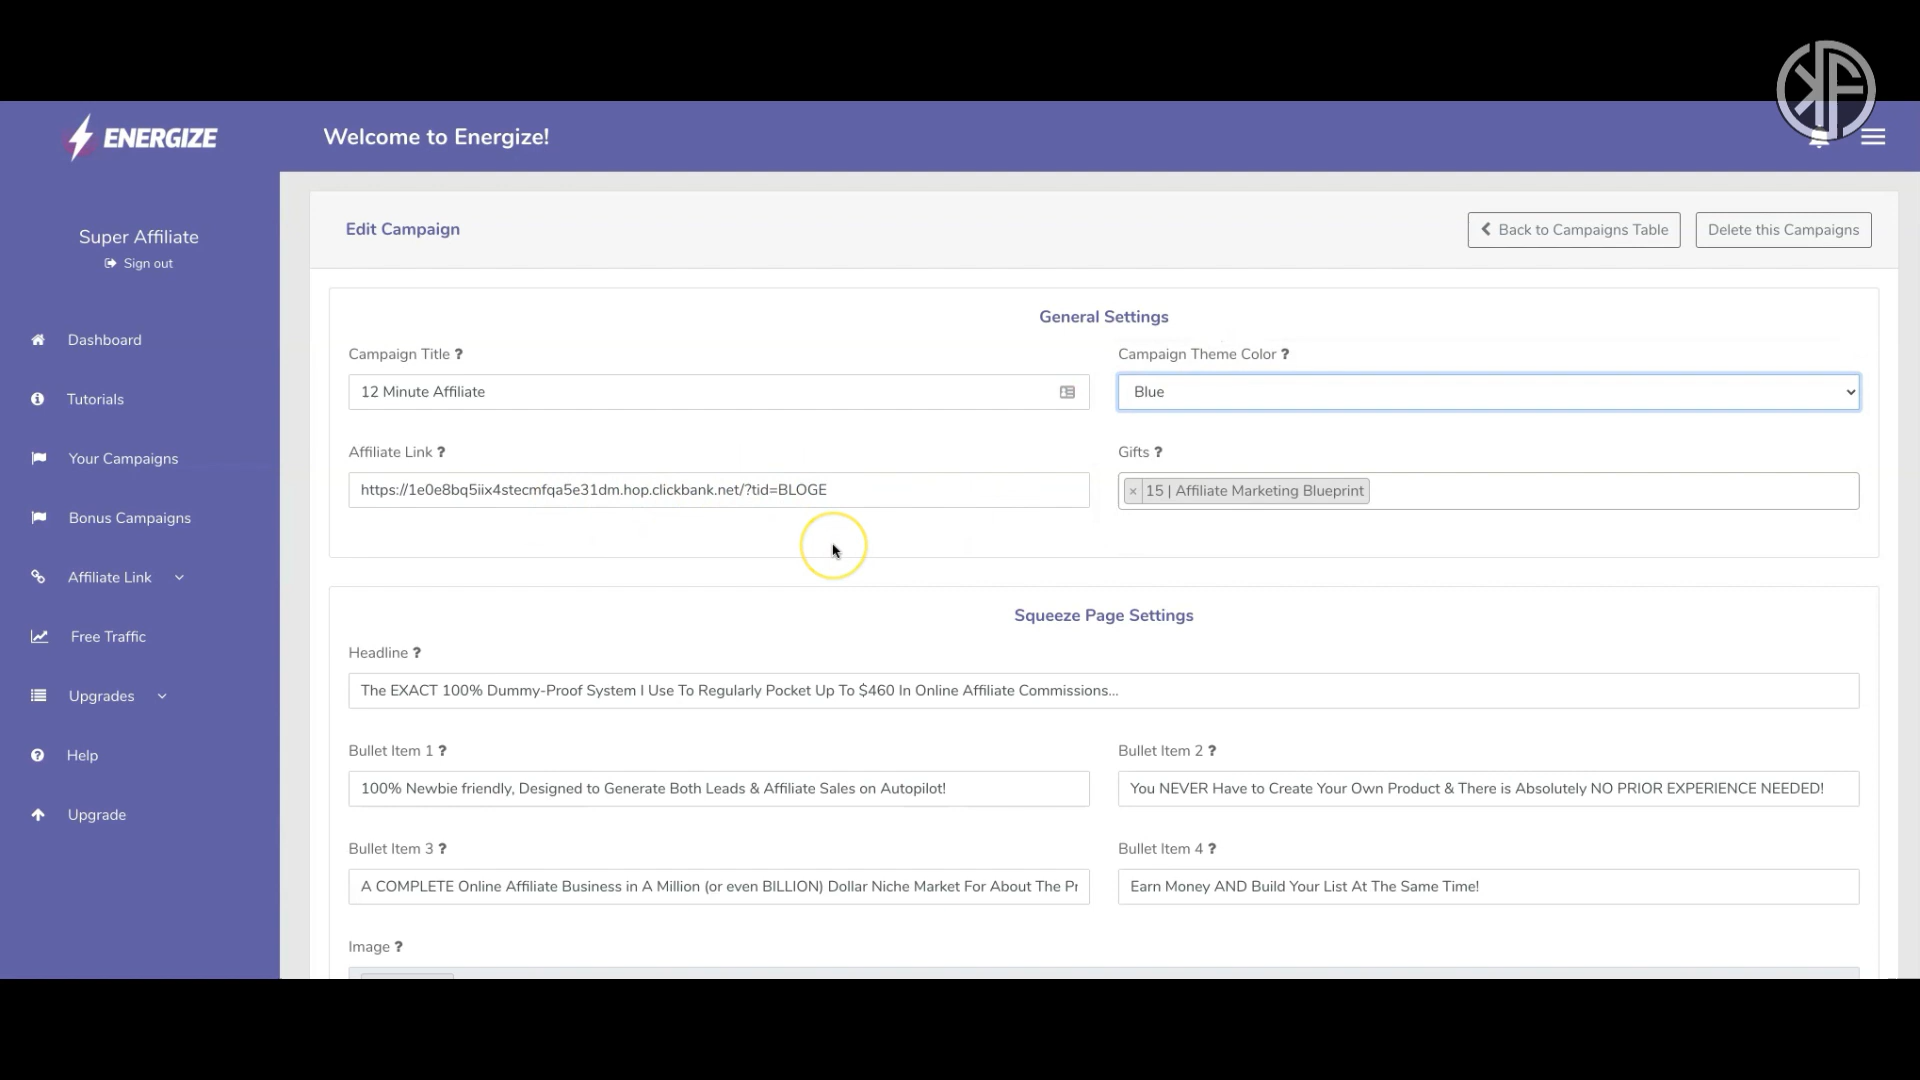 KF
ENERGIZE
Welcome to Energize!
Super Affiliate
Sign out
Dashboard
Tutorials
Your Campaigns
Bonus Campaigns
Affiliate Link
Free Traffic
Upgrades
Help
Upgrade
Edit Campaign
Back to Campaigns Table
Delete this Campaigns
General Settings
Campaign Title ?
12 Minute Affiliate
Campaign Theme Color ?
Blue
Affiliate Link ?
https://1e0e8bq5iix4stecmfqa5e31dm.hop.clickbank.net/?tid=BLOGE
Gifts ?
× 15 | Affiliate Marketing Blueprint
Squeeze Page Settings
Headline ?
The EXACT 100% Dummy-Proof System I Use To Regularly Pocket Up To $460 In Online Affiliate Commissions...
Bullet Item 1 ?
100% Newbie friendly, Designed to Generate Both Leads & Affiliate Sales on Autopilot!
Bullet Item 2 ?
You NEVER Have to Create Your Own Product & There is Absolutely NO PRIOR EXPERIENCE NEEDED!
Bullet Item 3 ?
A COMPLETE Online Affiliate Business in A Million (or even BILLION) Dollar Niche Market For About The Pr
Bullet Item 4 ?
Earn Money AND Build Your List At The Same Time!
Image ?